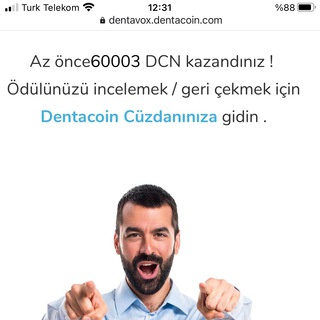 Turk Telekom 12:31 %88
dentavox.dentacoin.com
Az önce60003 DCN kazandınız !
Ödülünüzü incelemek / geri çekmek için
Dentacoin Cüzdanınıza gidin .